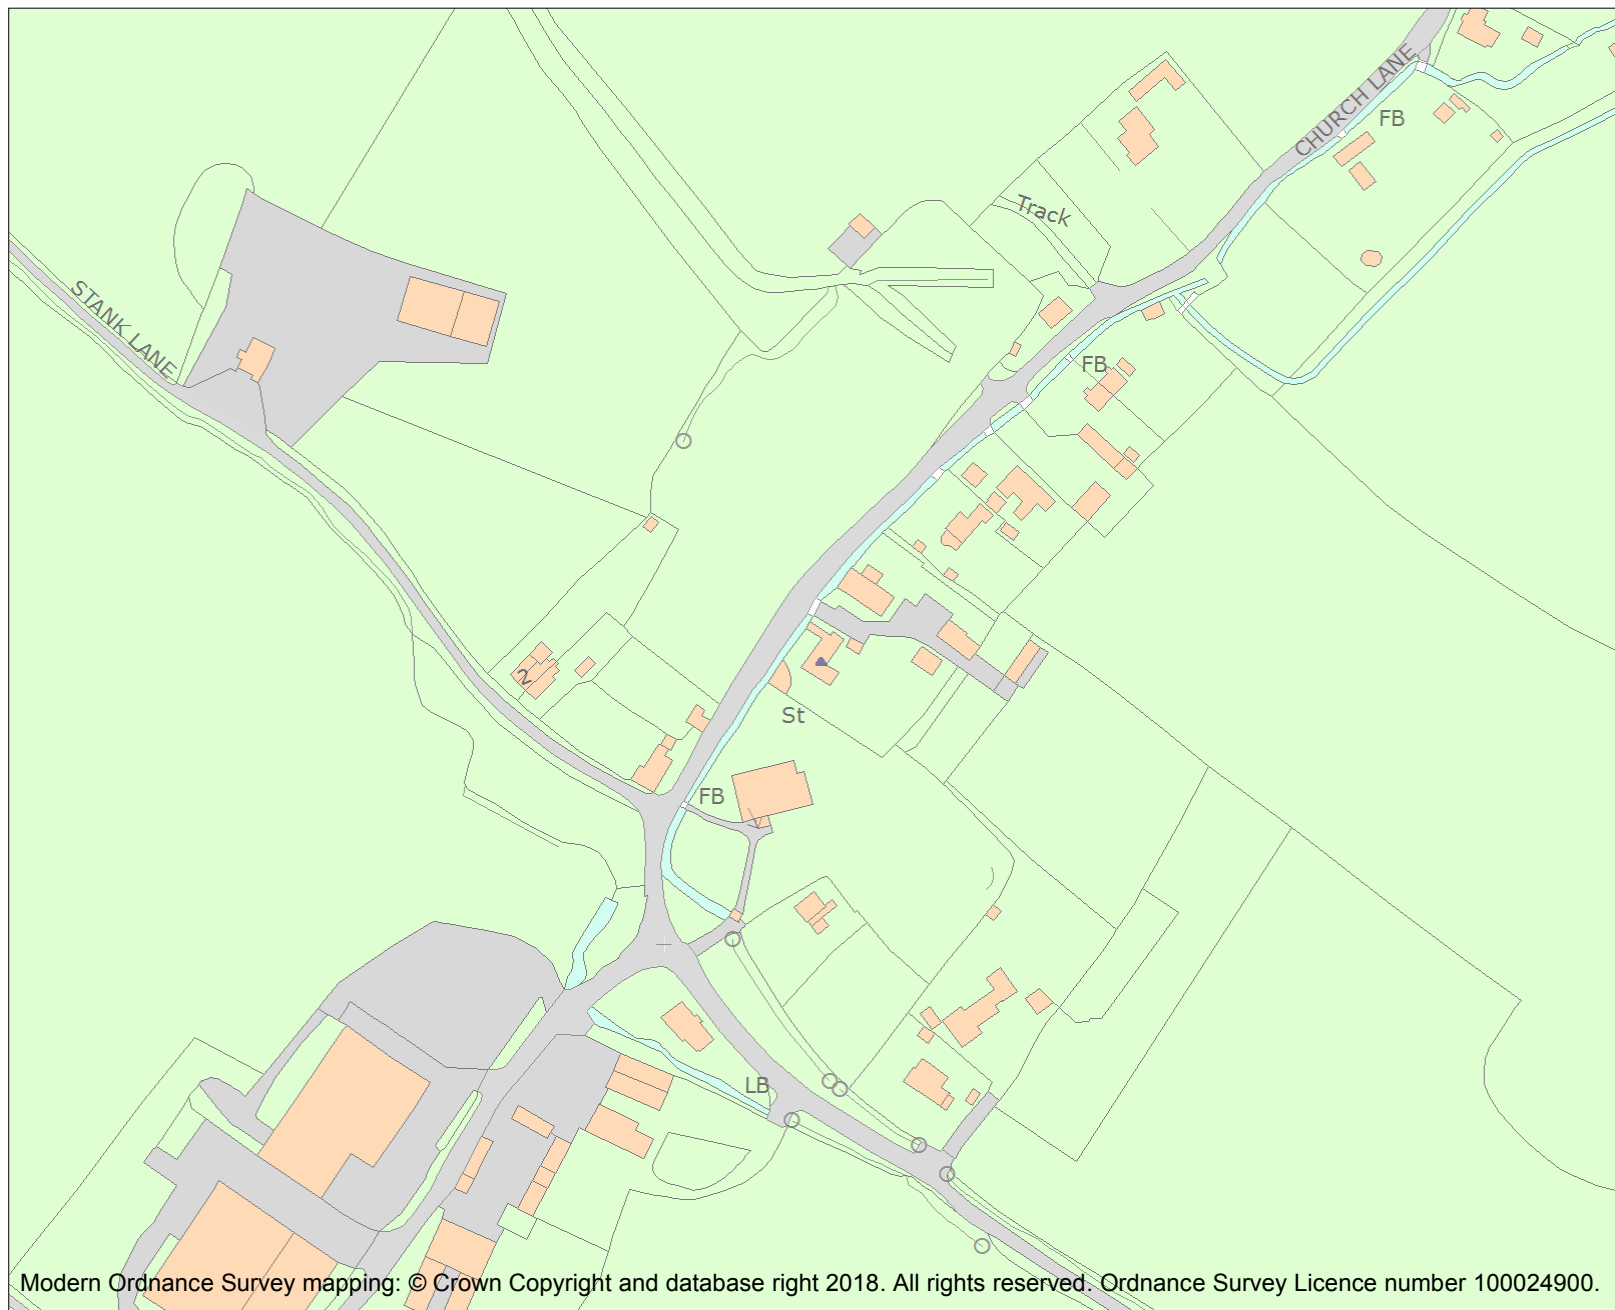 CHURCH LANE
FB
Track
STANK LANE
FB
2
St
FB
LB
Modern Ordnance Survey mapping: © Crown Copyright and database right 2018. All rights reserved. Ordnance Survey Licence number 100024900.